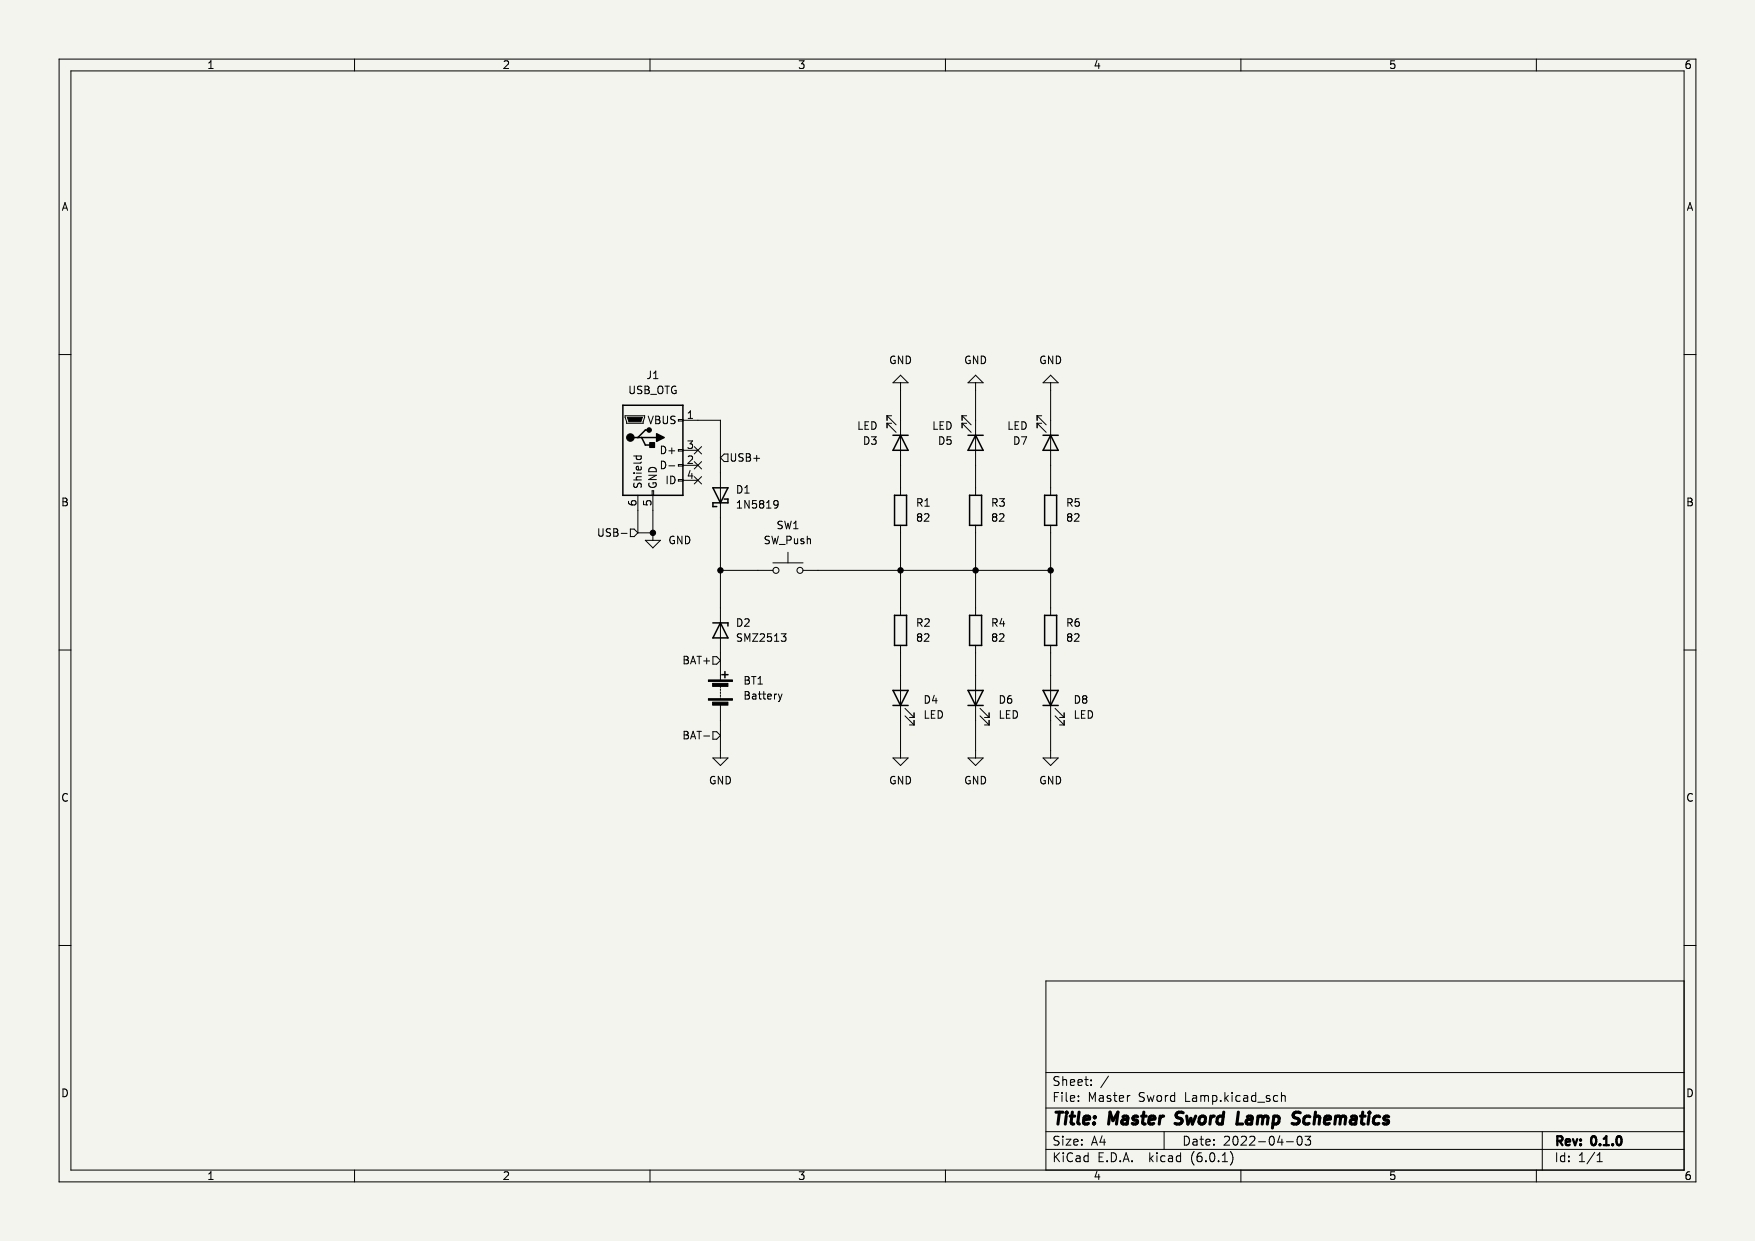 1 2 3 4 5 6
A A
GND GND GND
J1
USB_OTG
VBUS 1
LED LED LED
D3 D5 D7
D+ 3
USB+
D- 2
ID 4
Shield
GND
6 5
D1
1N5819
R1 R3 R5
82 82 82
B B
USB-
GND
SW1
SW_Push
D2
SMZ2513
R2 R4 R6
82 82 82
BAT+
+
BT1
Battery
D4 D6 D8
LED LED LED
BAT-
GND GND GND GND
C C
D D
Sheet: /
File: Master Sword Lamp.kicad_sch
Title: Master Sword Lamp Schematics
Size: A4 Date: 2022-04-03 Rev: 0.1.0
KiCad E.D.A. kicad (6.0.1) Id: 1/1
1 2 3 4 5 6